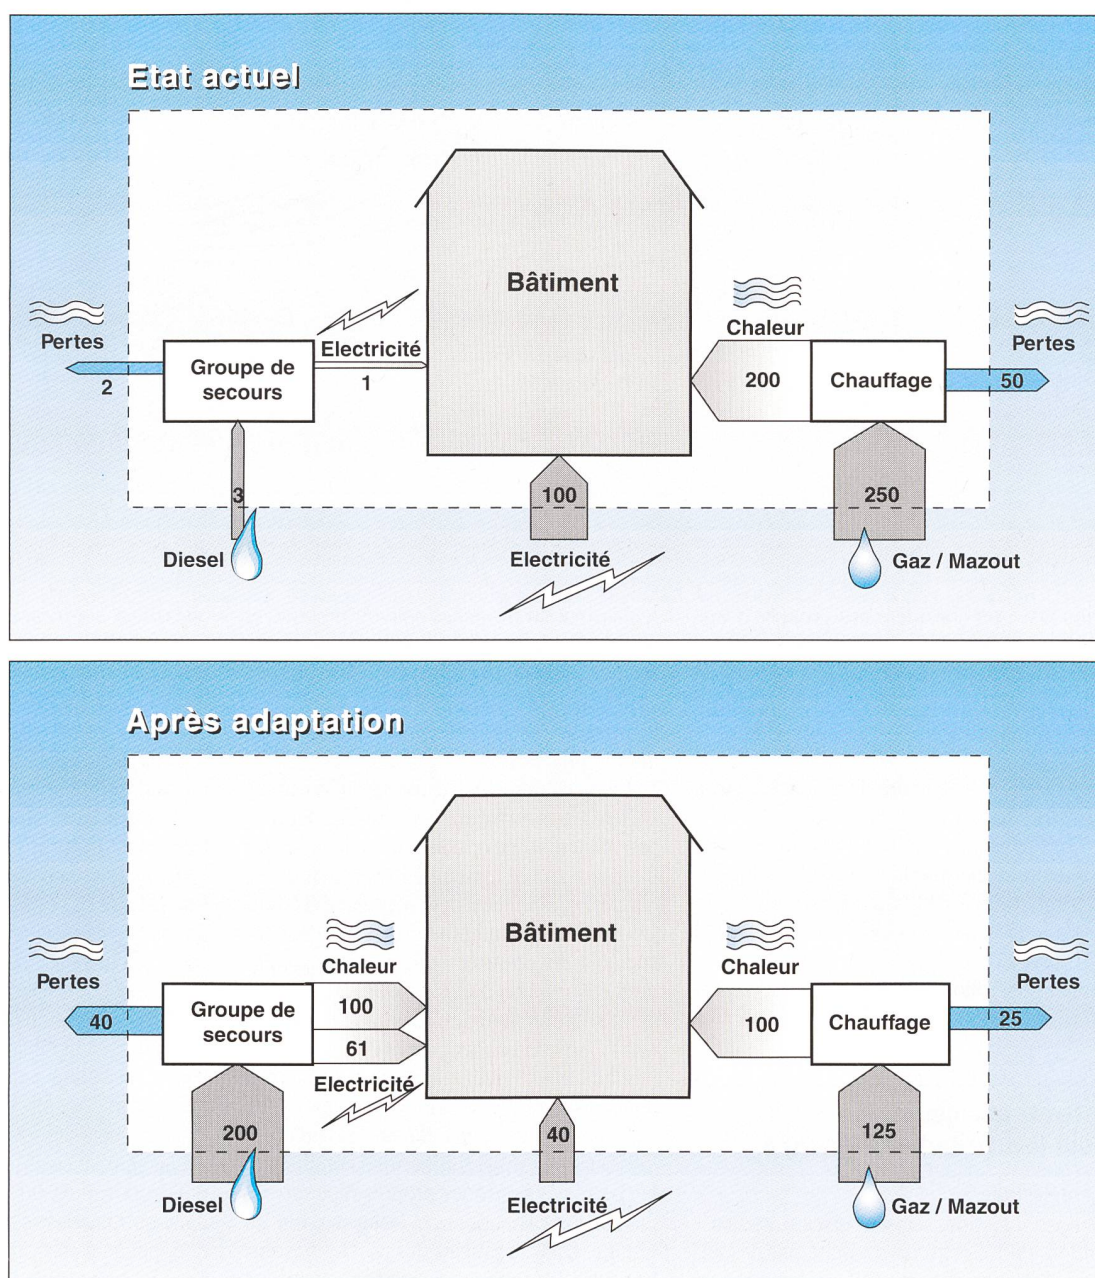 Etat actuel
Bâtiment
Pertes
Chaleur
Pertes
Electricité
Groupe de
secours
Chauffage
2
1
200
50
3
100
250
Diesel
Electricité
Gaz / Mazout
Après adaptation
Bâtiment
Pertes
Chaleur
Chaleur
Pertes
Groupe de
secours
Chauffage
40
100
61
100
25
Electricité
200
40
125
Diesel
Electricité
Gaz / Mazout